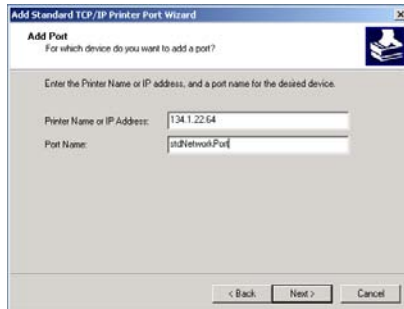 Add Standard TCP/IP Printer Port Wizard
Add Port
For which device do you want to add a port?
Enter the Printer Name or IP address, and a port name for the desired device.
Printer Name or IP Address: 134.1.22.64
Port Name: stdNetworkPort
< Back Next > Cancel